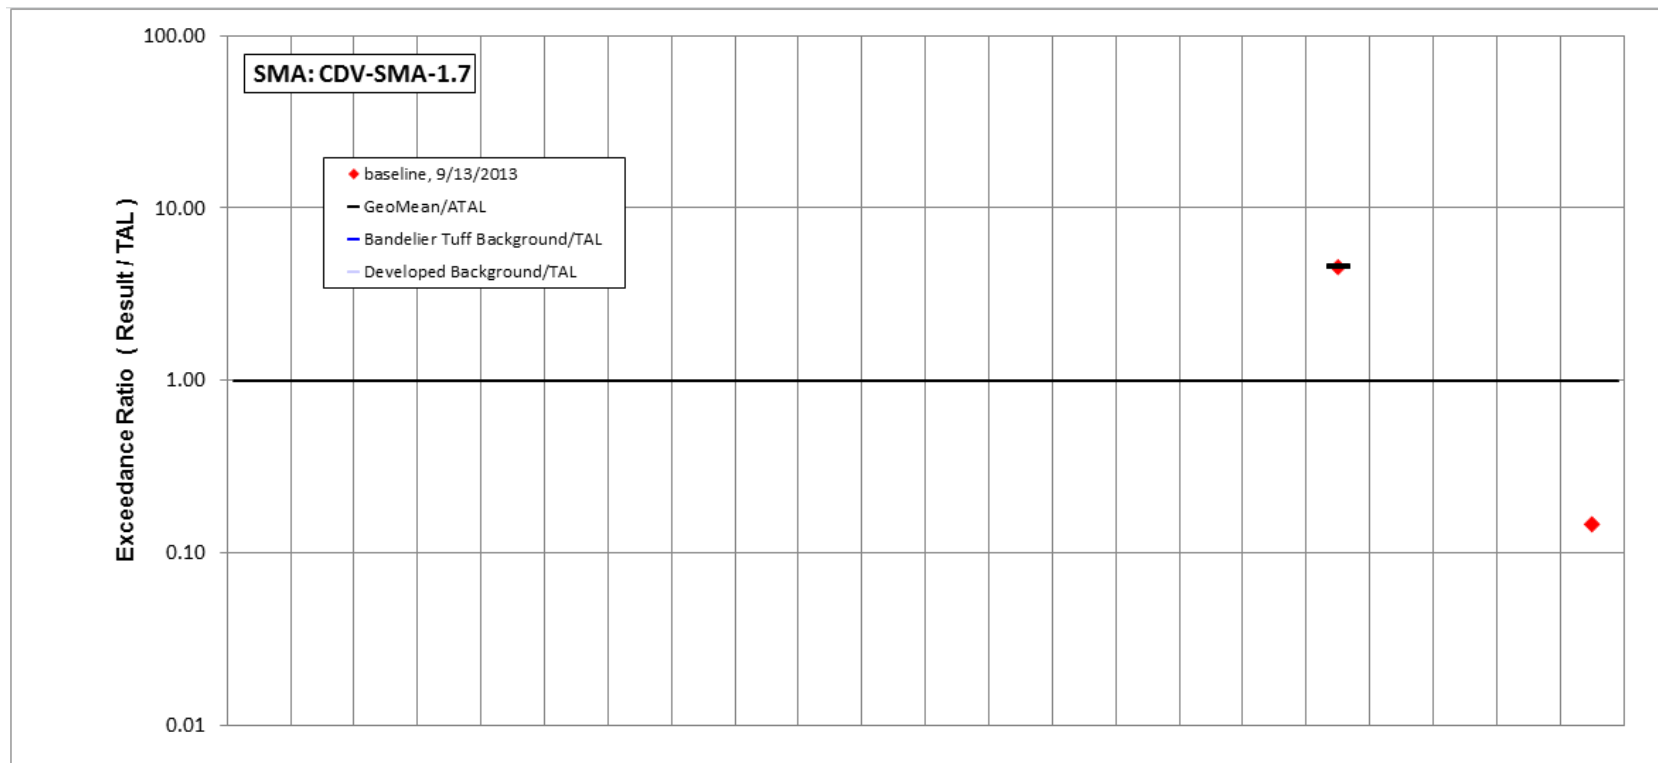 100.00
SMA: CDV-SMA-1.7
baseline, 9/13/2013
10.00
GeoMean/ATAL
Bandelier Tuff Background/TAL
Developed Background/TAL
Exceedance Ratio ( Result / TAL )
1.00
0.10
0.01